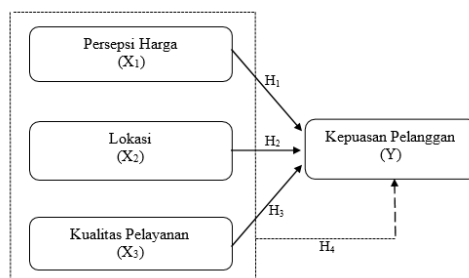 Persepsi Harga
(X₁)
H₁
Lokasi
(X₂)
H₂
Kepuasan Pelanggan
(Y)
H₃
Kualitas Pelayanan
(X₃)
H₄